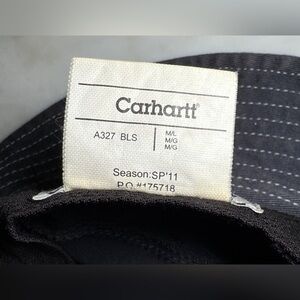 Carhartt
A327 BLS
M/L
M/G
M/G
Season:SP'11
P.O #175718